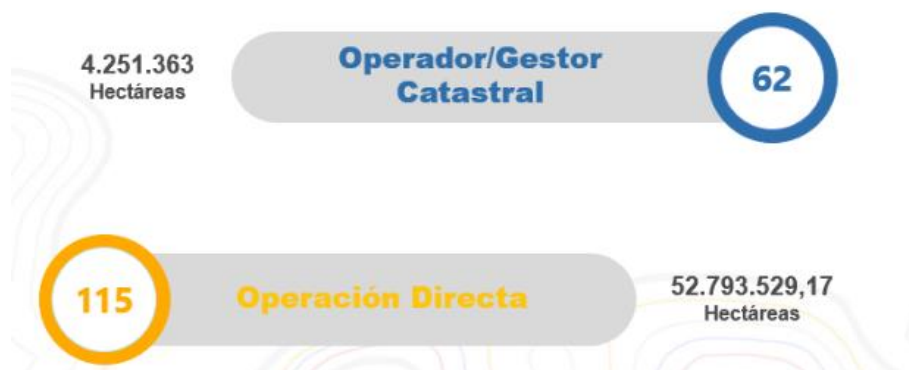 4.251.363
Hectáreas
Operador/Gestor
Catastral
62
115
Operación Directa
52.793.529,17
Hectáreas